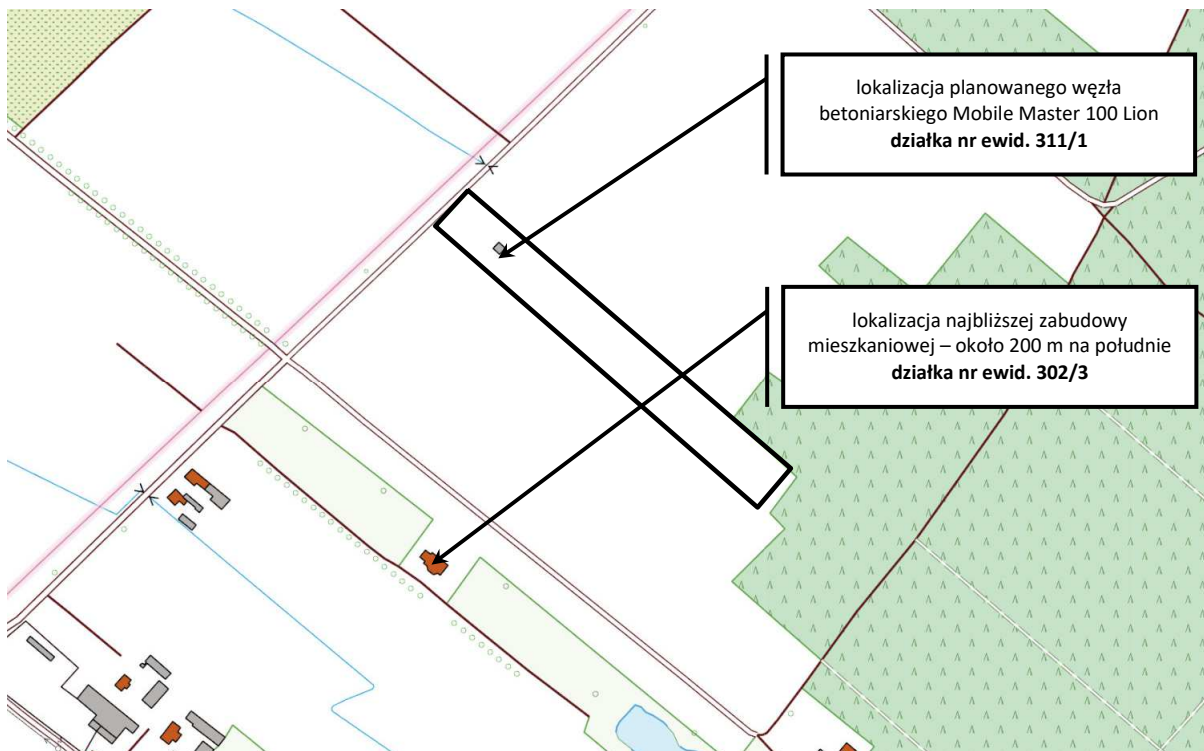 lokalizacja planowanego węzła
betoniarskiego Mobile Master 100 Lion
działka nr ewid. 311/1
lokalizacja najbliższej zabudowy
mieszkaniowej – około 200 m na południe
działka nr ewid. 302/3